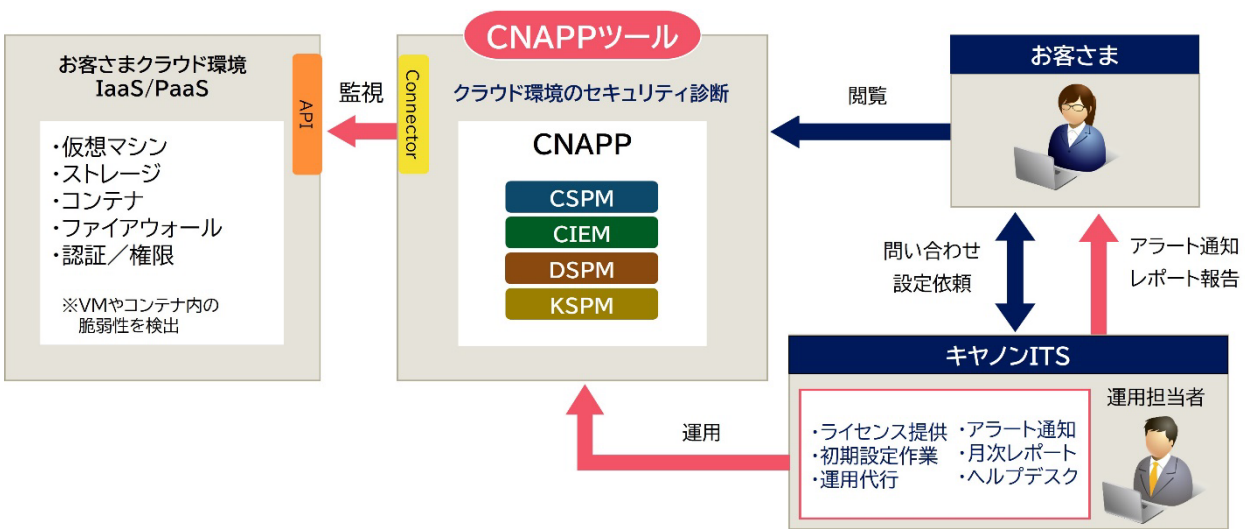 お客さまクラウド環境
IaaS/PaaS
・仮想マシン
・ストレージ
・コンテナ
・ファイアウォール
・認証／権限
※VMやコンテナ内の
脆弱性を検出
API
監視
Connector
CNAPPツール
クラウド環境のセキュリティ診断
CNAPP
CSPM
CIEM
DSPM
KSPM
閲覧
お客さま
問い合わせ
設定依頼
アラート通知
レポート報告
運用
キヤノンITS
・ライセンス提供
・初期設定作業
・運用代行
・アラート通知
・月次レポート
・ヘルプデスク
運用担当者